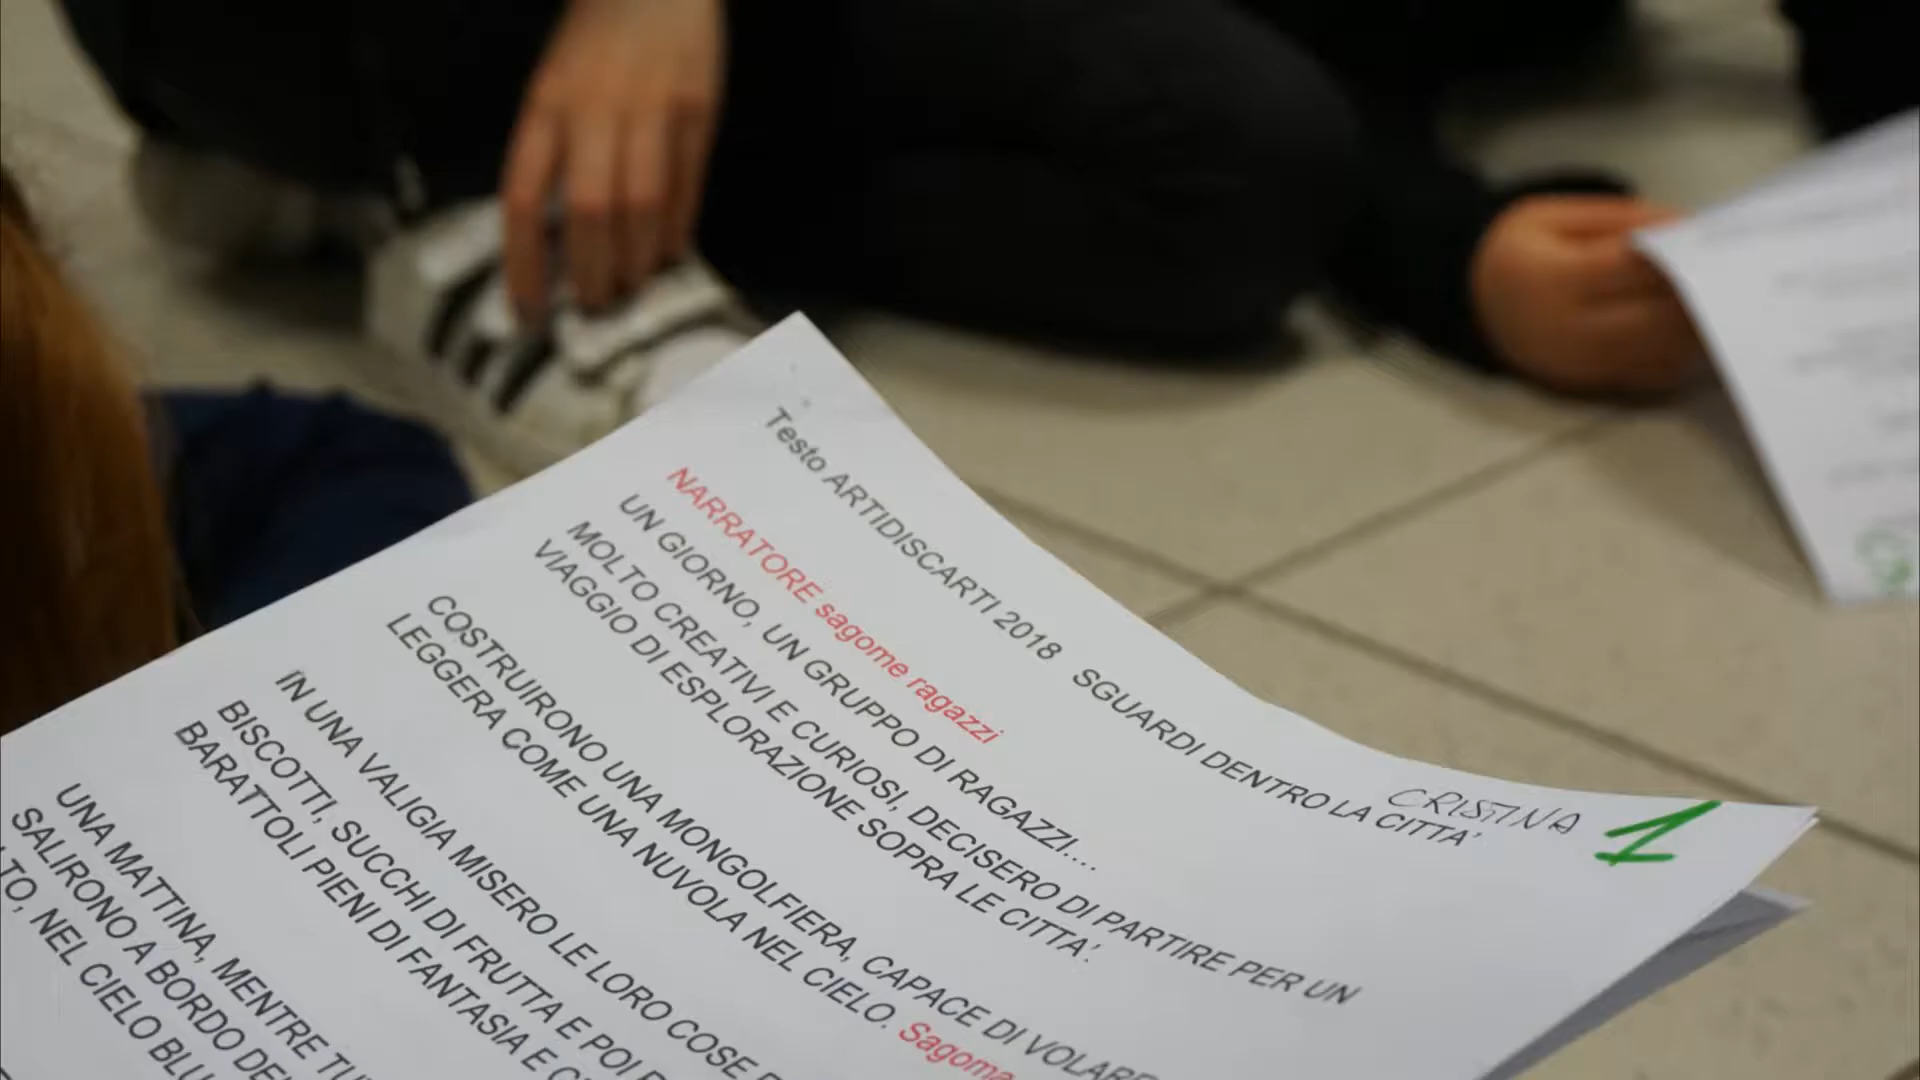 Testo ARTIDISCARTI 2018 SGUARDI DENTRO LA CITTA'
CRISTINA
1
NARRATORE sagome ragazzi
UN GIORNO, UN GRUPPO DI RAGAZZI....
MOLTO CREATIVI E CURIOSI, DECISERO DI PARTIRE PER UN
VIAGGIO DI ESPLORAZIONE SOPRA LE CITTA'.
COSTRUIRONO UNA MONGOLFIERA, CAPACE DI VOLARE
LEGGERA COME UNA NUVOLA NEL CIELO. Sagoma
IN UNA VALIGIA MISERO LE LORO COSE
BISCOTTI, SUCCHI DI FRUTTA E POI
BARATTOLI PIENI DI FANTASIA E
UNA MATTINA, MENTRE
SALIRONO A BORDO
NEL CIELO BLU